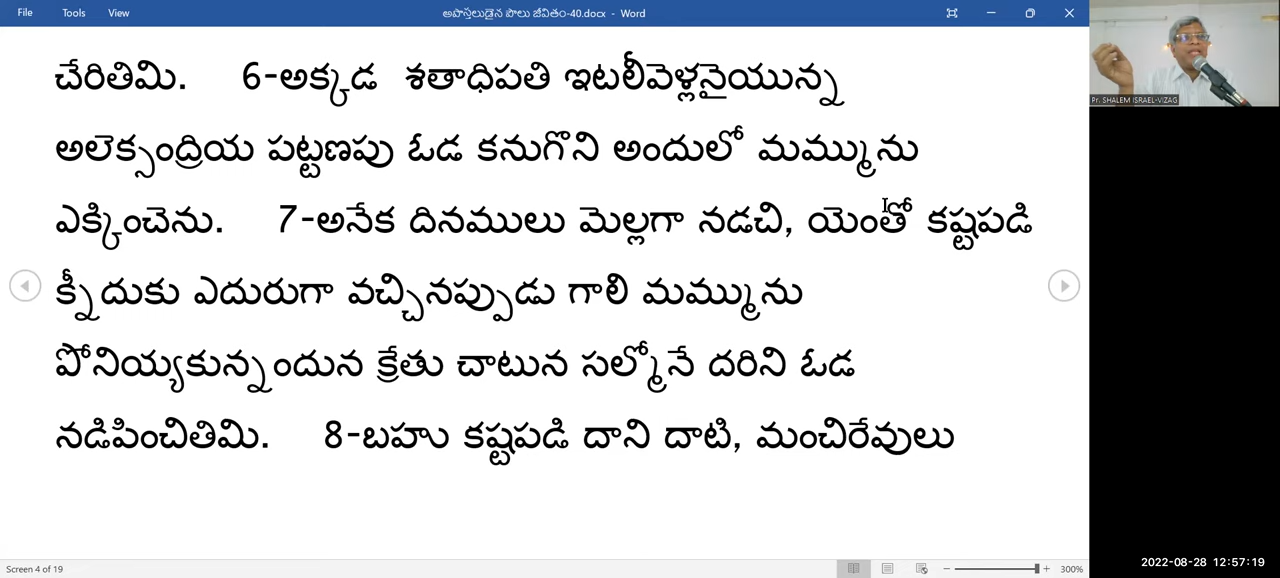 File Tools View అపొస్తలుడైన పౌలు జీవితం-40.docx - Word
చేరితిమి. 6-అక్కడ శతాధిపతి ఇటలీవెళ్లనైయున్న
అలెక్సంద్రియ పట్టణపు ఓడ కనుగొని అందులో మమ్మును
ఎక్కించెను. 7-అనేక దినములు మెల్లగా నడచి, యెంతో కష్టపడి
క్నీదుకు ఎదురుగా వచ్చినప్పుడు గాలి మమ్మును
పోనియ్యకున్నందున క్రేతు చాటున సల్మోనే దరిని ఓడ
నడిపించితిమి. 8-బహు కష్టపడి దాని దాటి, మంచిరేవులు
Pr. SHALEM ISRAEL-VIZAG
Screen 4 of 19
300%
2022-08-28 12:57:19